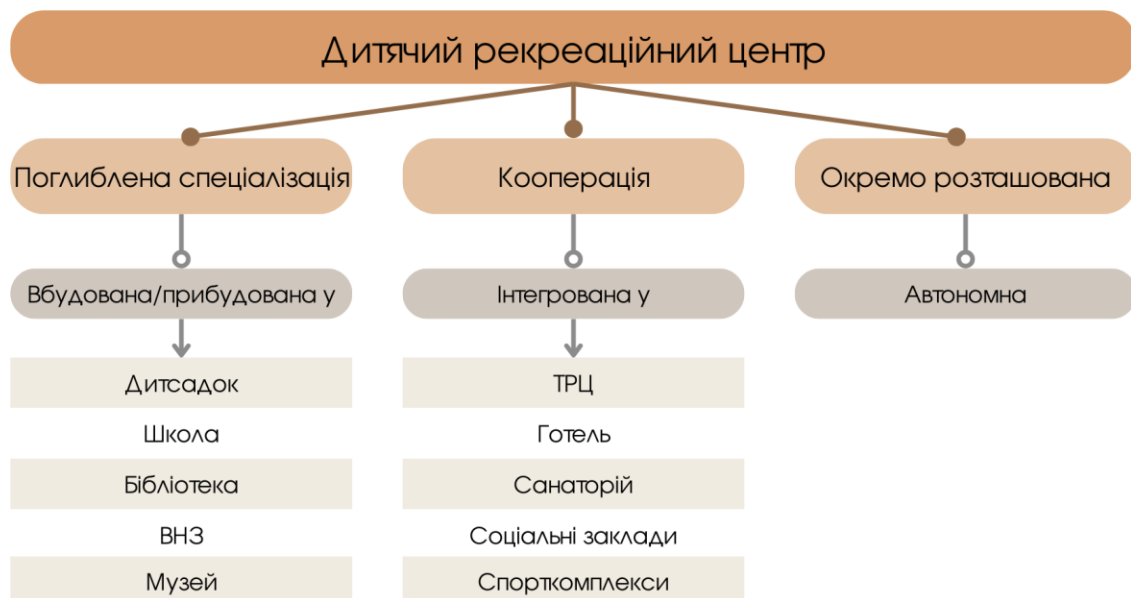 Дитячий рекреаційний центр
Поглиблена спеціалізація
Кооперація
Окремо розташована
Вбудована/прибудована у
Інтегрована у
Автономна
Дитсадок
ТРЦ
Школа
Готель
Бібліотека
Санаторій
ВНЗ
Соціальні заклади
Музей
Спорткомплекси